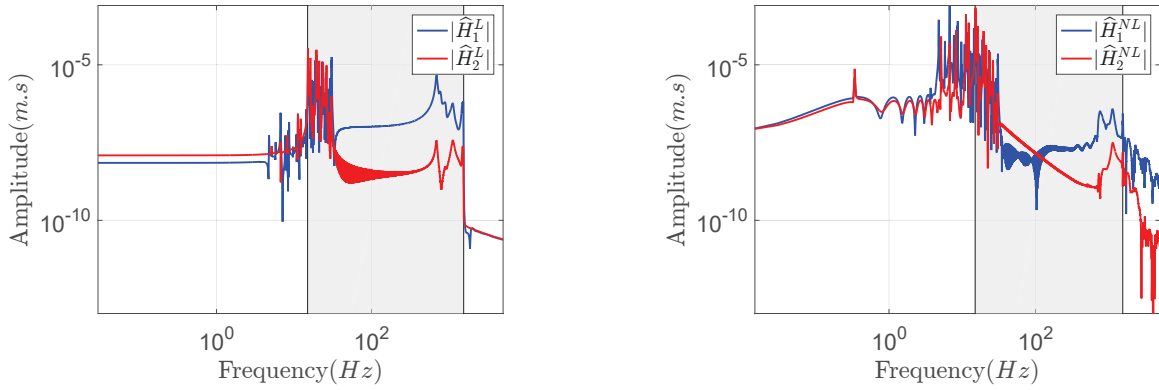 |Ĥ₁ᴸ|
|Ĥ₂ᴸ|
10⁻⁵
10⁻¹⁰
Amplitude(m.s)
10⁰
10²
Frequency(Hz)
|Ĥ₁ᴺᴸ|
|Ĥ₂ᴺᴸ|
10⁻⁵
10⁻¹⁰
Amplitude(m.s)
10⁰
10²
Frequency(Hz)